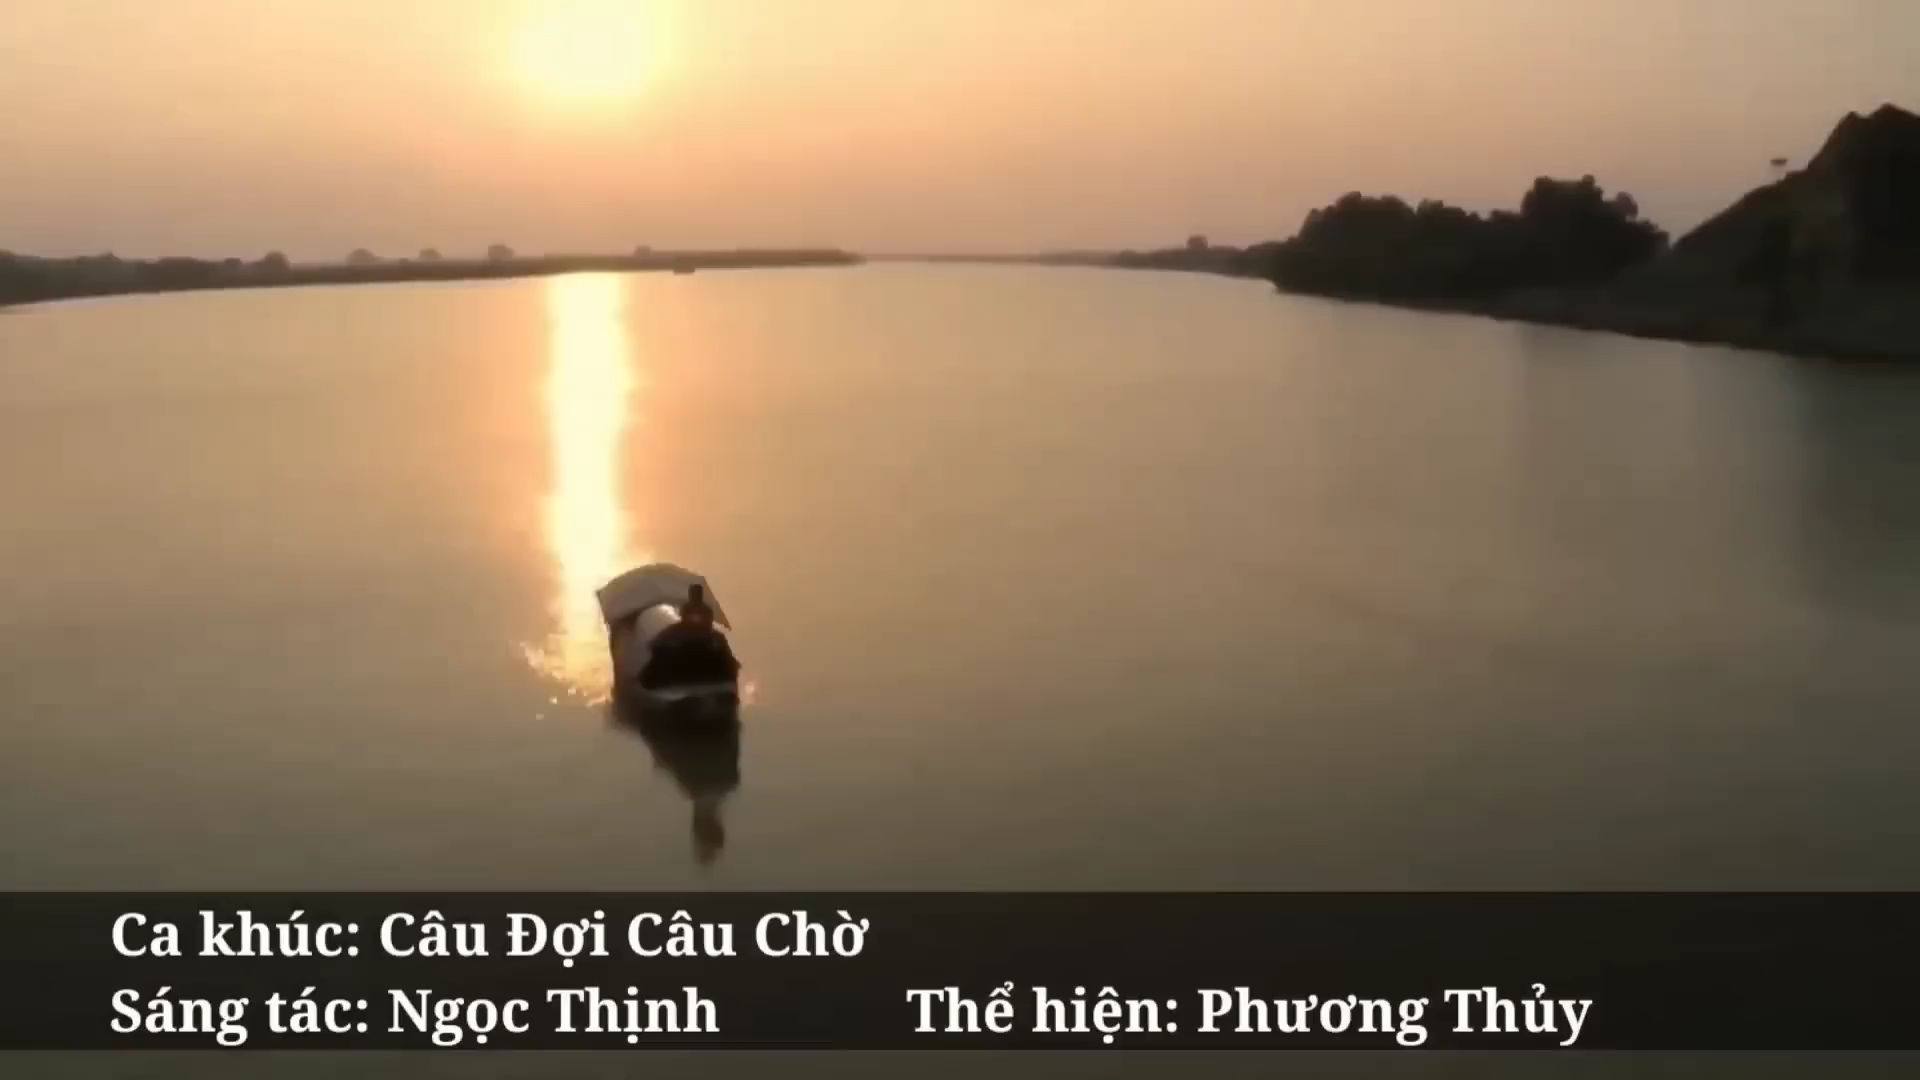 Ca khúc: Câu Đợi Câu Chờ
Sáng tác: Ngọc Thịnh Thể hiện: Phương Thủy